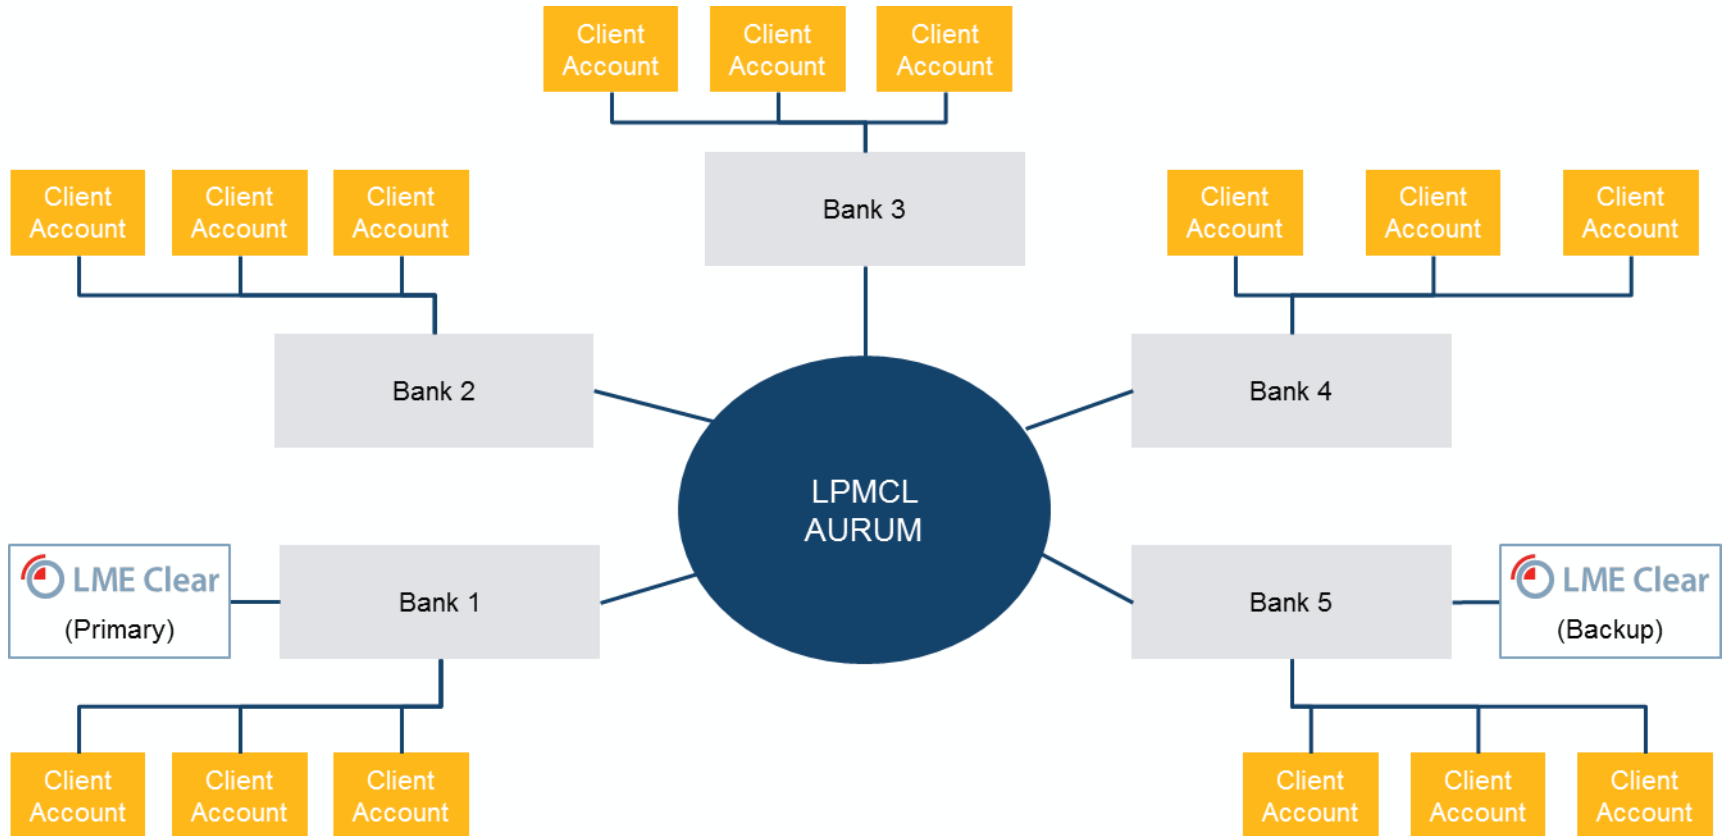 Client
Account
Client
Account
Client
Account
Bank 3
Client
Account
Client
Account
Client
Account
Bank 2
Client
Account
Client
Account
Client
Account
Bank 4
LPMCL
AURUM
LME Clear
(Primary)
Bank 1
Bank 5
LME Clear
(Backup)
Client
Account
Client
Account
Client
Account
Client
Account
Client
Account
Client
Account